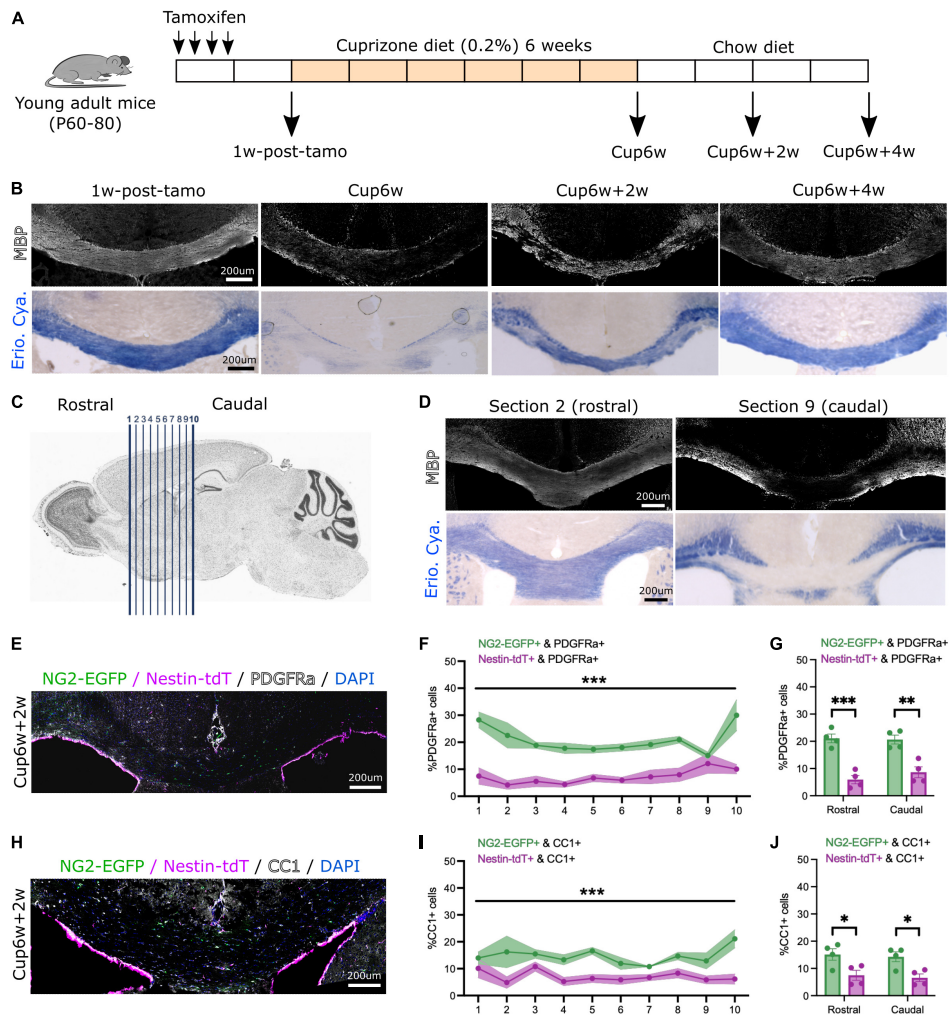 A
Tamoxifen
Cuprizone diet (0.2%) 6 weeks
Chow diet
Young adult mice
(P60-80)
1w-post-tamo
Cup6w
Cup6w+2w
Cup6w+4w
B
1w-post-tamo
Cup6w
Cup6w+2w
Cup6w+4w
MBP
200um
Erio. Cya.
200um
C
Rostral
Caudal
1 2 3 4 5 6 7 8 9 10
D
Section 2 (rostral)
Section 9 (caudal)
MBP
200um
Erio. Cya.
E
NG2-EGFP / Nestin-tdT / PDGFRa / DAPI
Cup6w+2w
200um
F
NG2-EGFP+ & PDGFRa+
Nestin-tdT+ & PDGFRa+
%PDGFRa+ cells
50
40
30
20
10
0
***
1 2 3 4 5 6 7 8 9 10
G
NG2-EGFP+ & PDGFRa+
Nestin-tdT+ & PDGFRa+
%PDGFRa+ cells
50
40
30
20
10
0
*** **
Rostral Caudal
H
NG2-EGFP / Nestin-tdT / CC1 / DAPI
Cup6w+2w
200um
I
NG2-EGFP+ & CC1+
Nestin-tdT+ & CC1+
%CC1+ cells
50
40
30
20
10
0
***
1 2 3 4 5 6 7 8 9 10
J
NG2-EGFP+ & CC1+
Nestin-tdT+ & CC1+
%CC1+ cells
50
40
30
20
10
0
* *
Rostral Caudal